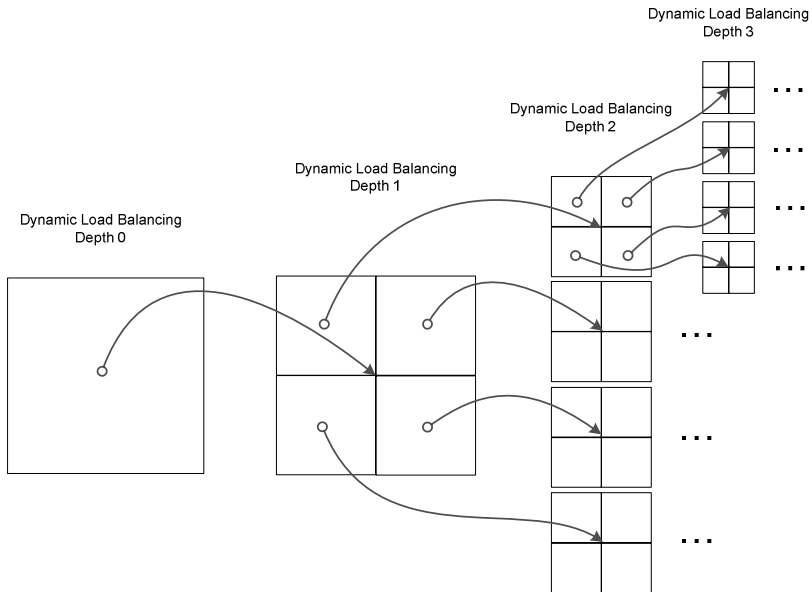 Dynamic Load Balancing
Depth 0
Dynamic Load Balancing
Depth 1
Dynamic Load Balancing
Depth 2
Dynamic Load Balancing
Depth 3
...
...
...
...
...
...
...